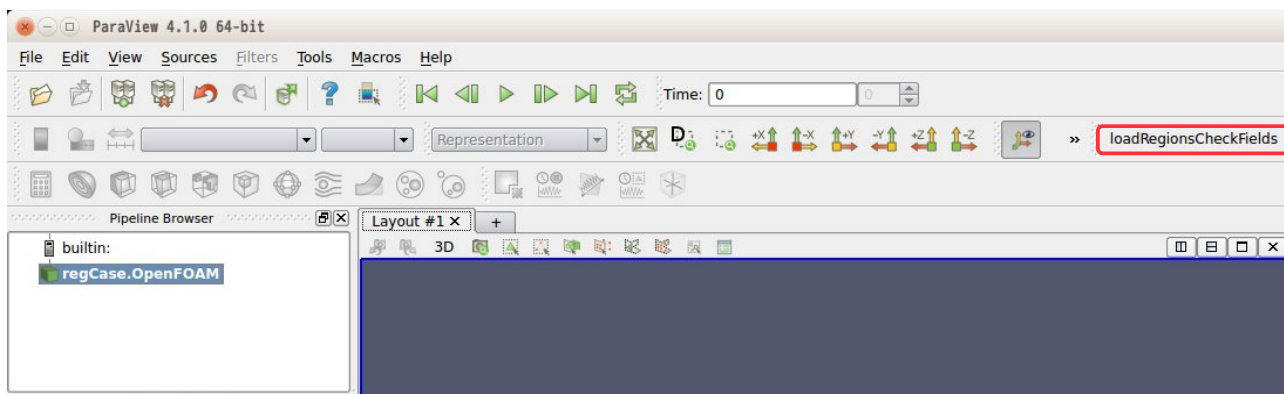 ParaView 4.1.0 64-bit
File Edit View Sources Filters Tools Macros Help
Time: 0 0
Representation » loadRegionsCheckFields
Pipeline Browser Layout #1 × +
builtin: 3D
regCase.OpenFOAM